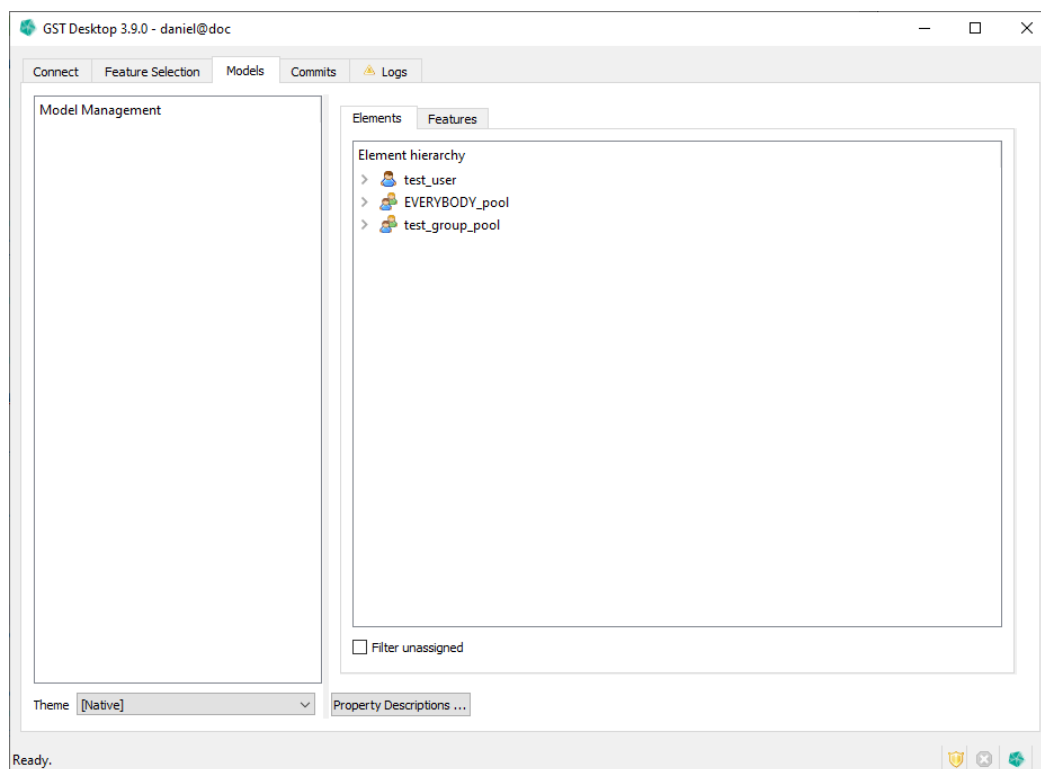 GST Desktop 3.9.0 - daniel@doc
Connect Feature Selection Models Commits Logs
Model Management
Elements Features
Element hierarchy
test_user
EVERYBODY_pool
test_group_pool
Filter unassigned
Theme [Native] Property Descriptions ...
Ready.